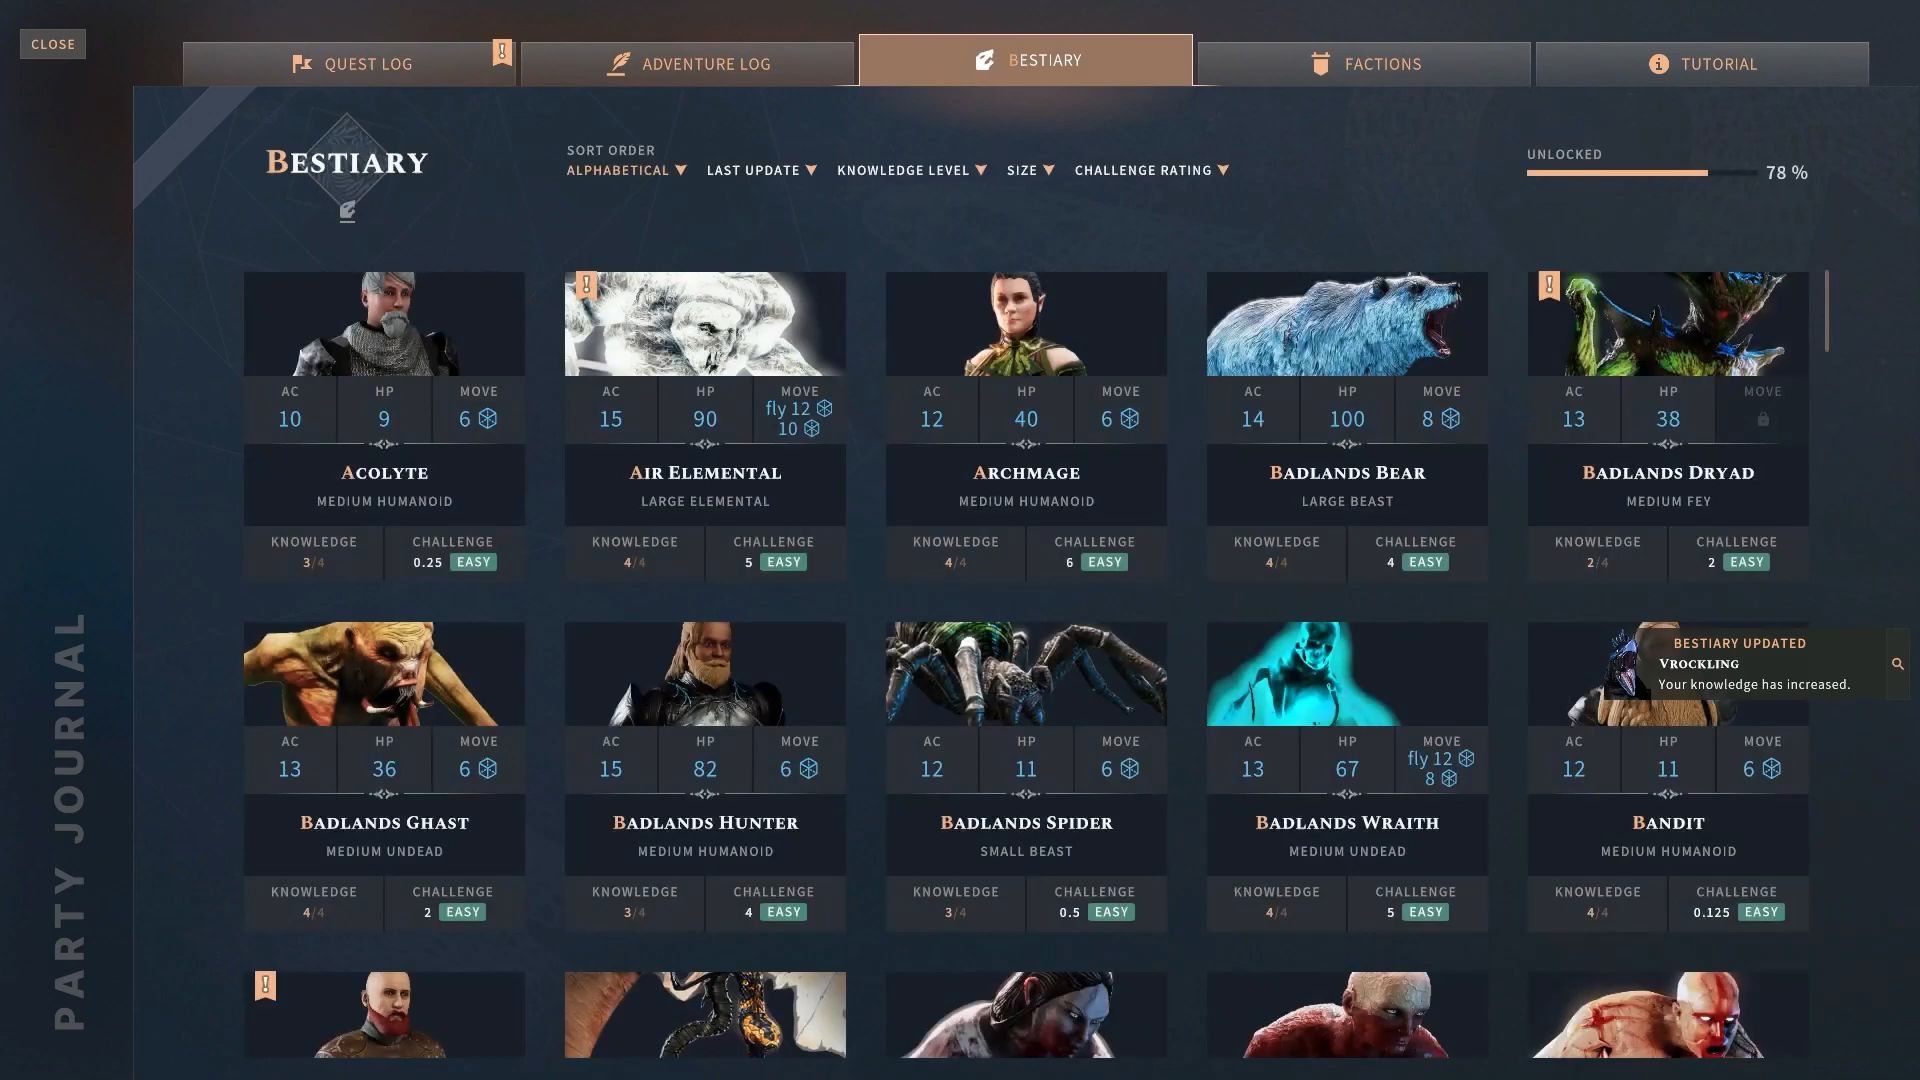 CLOSE
QUEST LOG
ADVENTURE LOG
BESTIARY
FACTIONS
TUTORIAL
BESTIARY
SORT ORDER
ALPHABETICAL LAST UPDATE KNOWLEDGE LEVEL SIZE CHALLENGE RATING
UNLOCKED
78 %
PARTY JOURNAL
AC HP MOVE
10 9 6
ACOLYTE
MEDIUM HUMANOID
KNOWLEDGE CHALLENGE
3/4 0.25 EASY
AC HP MOVE
15 90 fly 12
10
AIR ELEMENTAL
LARGE ELEMENTAL
KNOWLEDGE CHALLENGE
4/4 5 EASY
AC HP MOVE
12 40 6
ARCHMAGE
MEDIUM HUMANOID
KNOWLEDGE CHALLENGE
4/4 6 EASY
AC HP MOVE
14 100 8
BADLANDS BEAR
LARGE BEAST
KNOWLEDGE CHALLENGE
4/4 4 EASY
AC HP MOVE
13 38
BADLANDS DRYAD
MEDIUM FEY
KNOWLEDGE CHALLENGE
2/4 2 EASY
AC HP MOVE
13 36 6
BADLANDS GHAST
MEDIUM UNDEAD
KNOWLEDGE CHALLENGE
4/4 2 EASY
AC HP MOVE
15 82 6
BADLANDS HUNTER
MEDIUM HUMANOID
KNOWLEDGE CHALLENGE
3/4 4 EASY
AC HP MOVE
12 11 6
BADLANDS SPIDER
SMALL BEAST
KNOWLEDGE CHALLENGE
3/4 0.5 EASY
AC HP MOVE
13 67 fly 12
8
BADLANDS WRAITH
MEDIUM UNDEAD
KNOWLEDGE CHALLENGE
4/4 5 EASY
BESTIARY UPDATED
VROCKLING
Your knowledge has increased.
AC HP MOVE
12 11 6
BANDIT
MEDIUM HUMANOID
KNOWLEDGE CHALLENGE
4/4 0.125 EASY